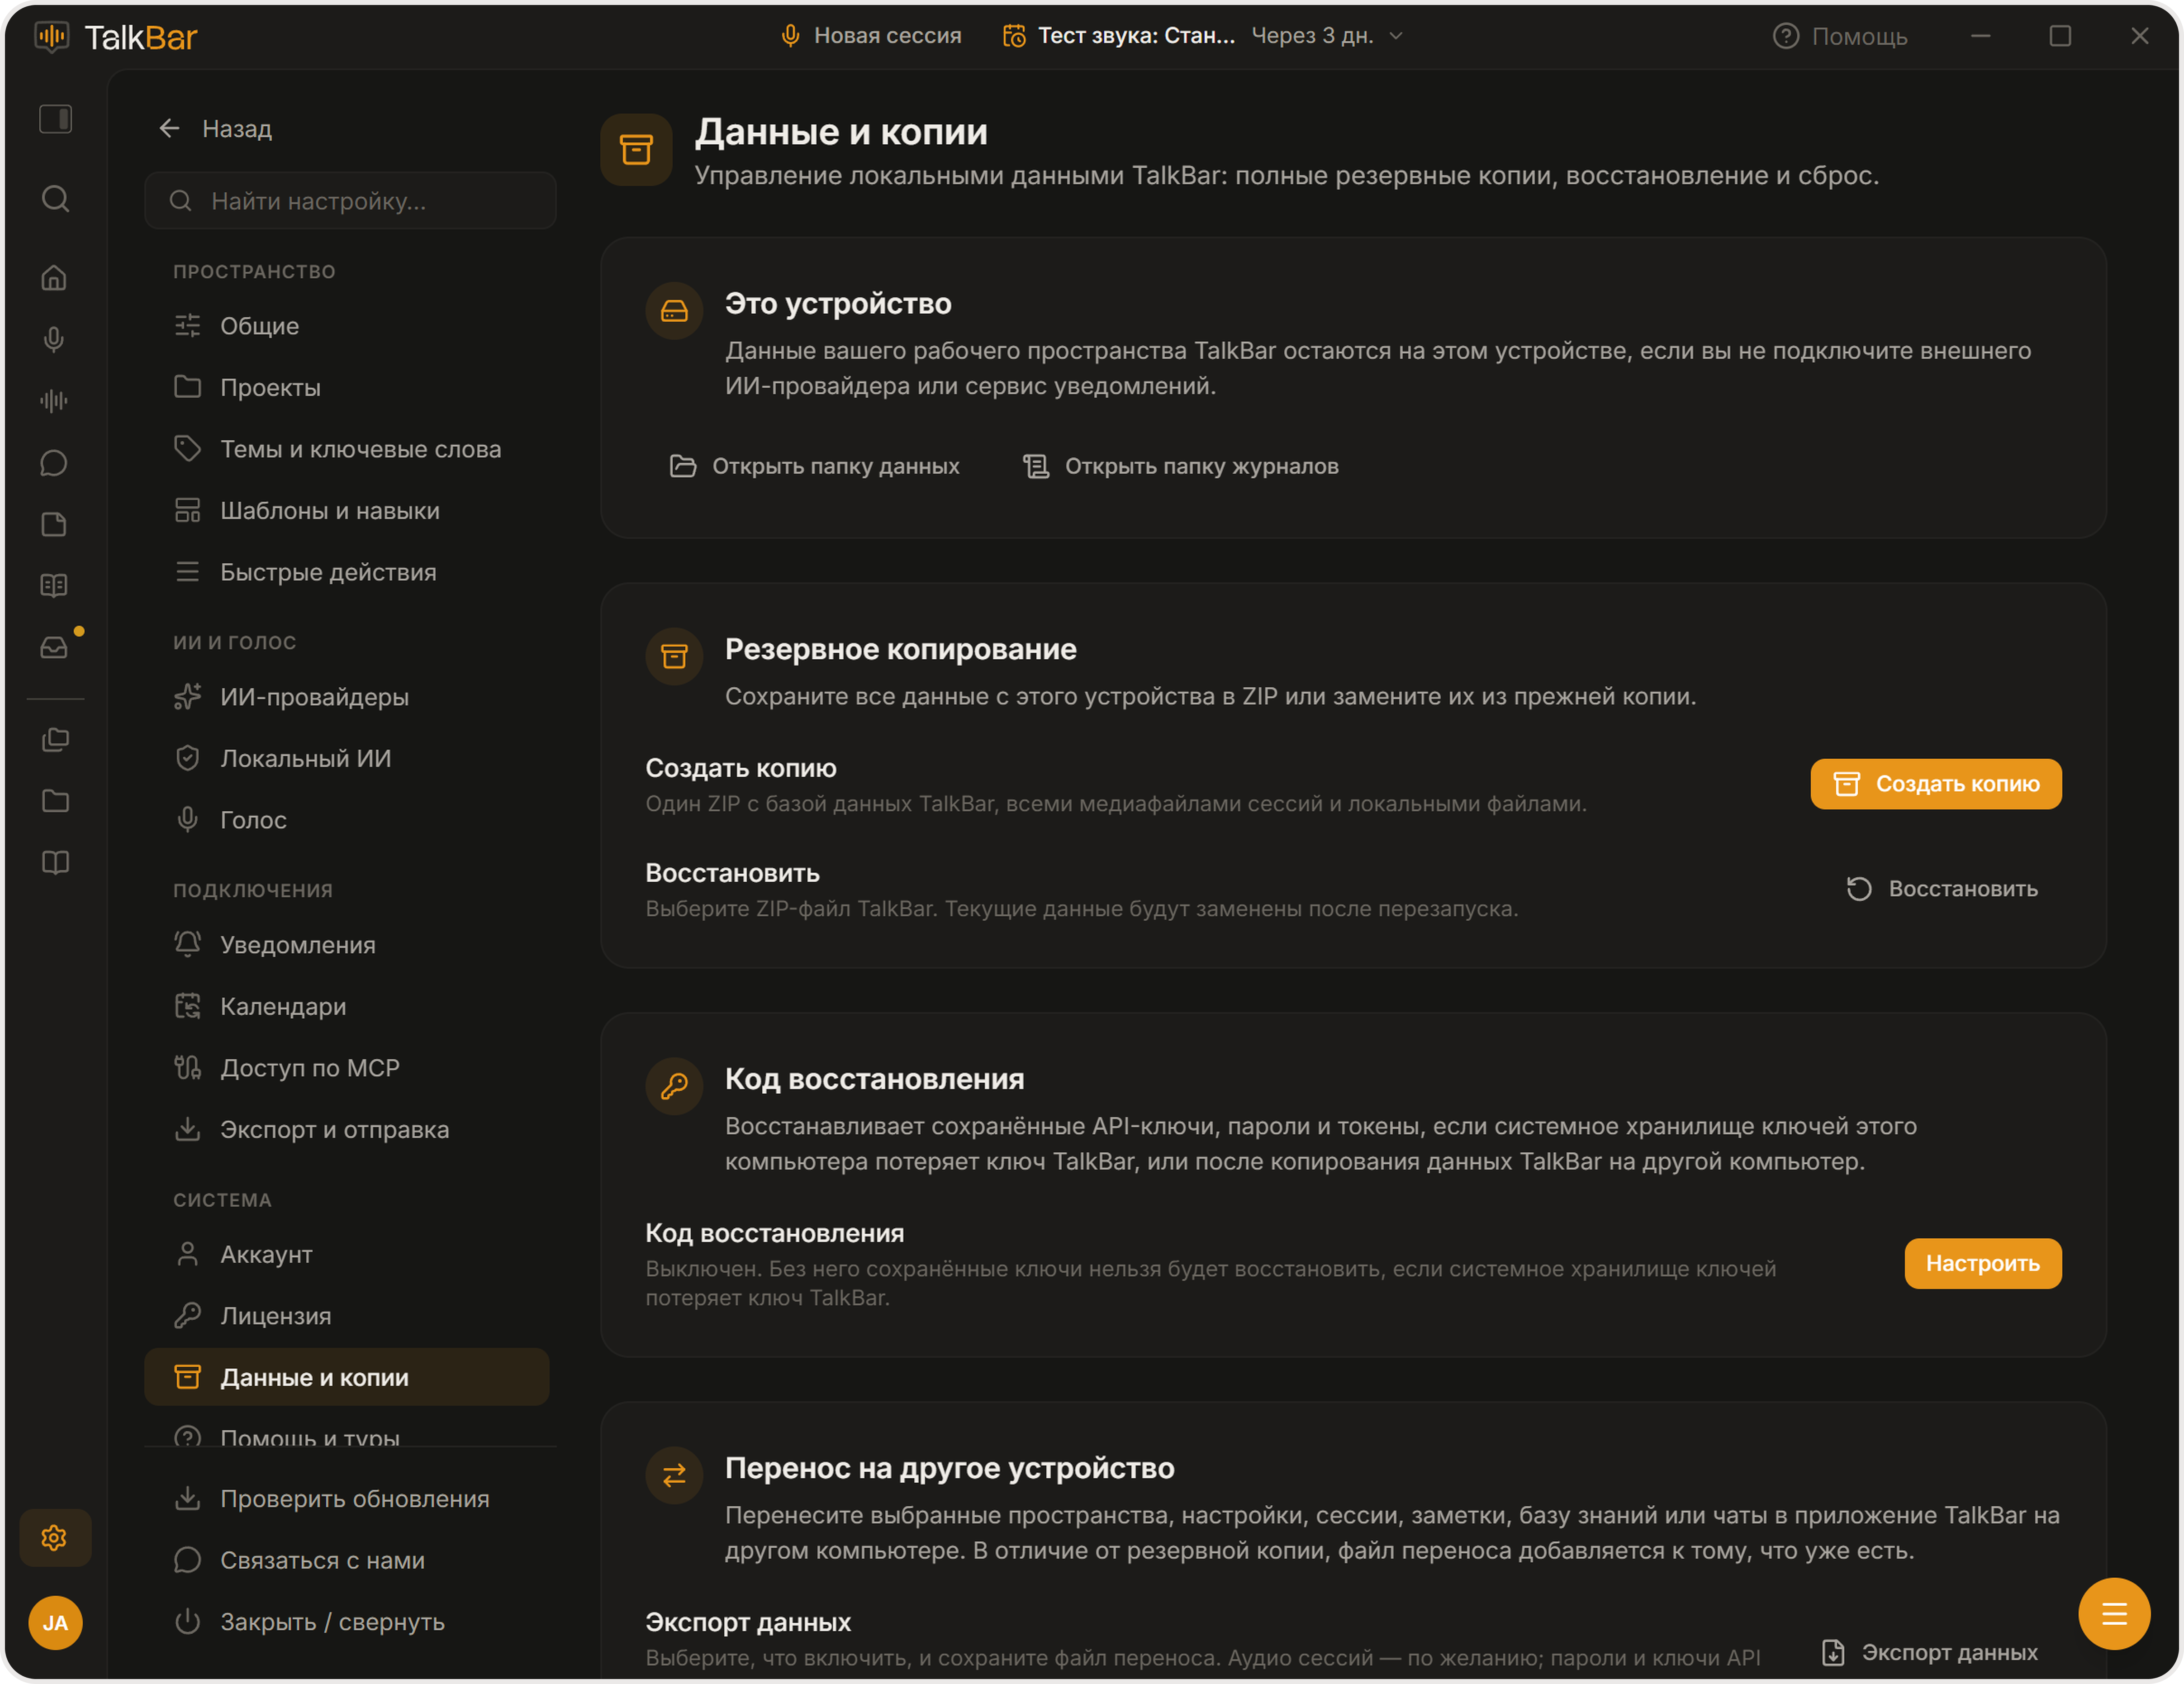 TalkBar
Новая сессия
Тест звука: Стан... Через 3 дн.
Помощь
Назад
Найти настройку...
ПРОСТРАНСТВО
Общие
Проекты
Темы и ключевые слова
Шаблоны и навыки
Быстрые действия
ИИ И ГОЛОС
ИИ-провайдеры
Локальный ИИ
Голос
ПОДКЛЮЧЕНИЯ
Уведомления
Календари
Доступ по MCP
Экспорт и отправка
СИСТЕМА
Аккаунт
Лицензия
Данные и копии
Помощь и туры
Проверить обновления
Связаться с нами
Закрыть / свернуть
JA
Данные и копии
Управление локальными данными TalkBar: полные резервные копии, восстановление и сброс.
Это устройство
Данные вашего рабочего пространства TalkBar остаются на этом устройстве, если вы не подключите внешнего
ИИ-провайдера или сервис уведомлений.
Открыть папку данных
Открыть папку журналов
Резервное копирование
Сохраните все данные с этого устройства в ZIP или замените их из прежней копии.
Создать копию
Один ZIP с базой данных TalkBar, всеми медиафайлами сессий и локальными файлами.
Создать копию
Восстановить
Выберите ZIP-файл TalkBar. Текущие данные будут заменены после перезапуска.
Восстановить
Код восстановления
Восстанавливает сохранённые API-ключи, пароли и токены, если системное хранилище ключей этого
компьютера потеряет ключ TalkBar, или после копирования данных TalkBar на другой компьютер.
Код восстановления
Выключен. Без него сохранённые ключи нельзя будет восстановить, если системное хранилище ключей
потеряет ключ TalkBar.
Настроить
Перенос на другое устройство
Перенесите выбранные пространства, настройки, сессии, заметки, базу знаний или чаты в приложение TalkBar на
другом компьютере. В отличие от резервной копии, файл переноса добавляется к тому, что уже есть.
Экспорт данных
Выберите, что включить, и сохраните файл переноса. Аудио сессий — по желанию; пароли и ключи API
Экспорт данных